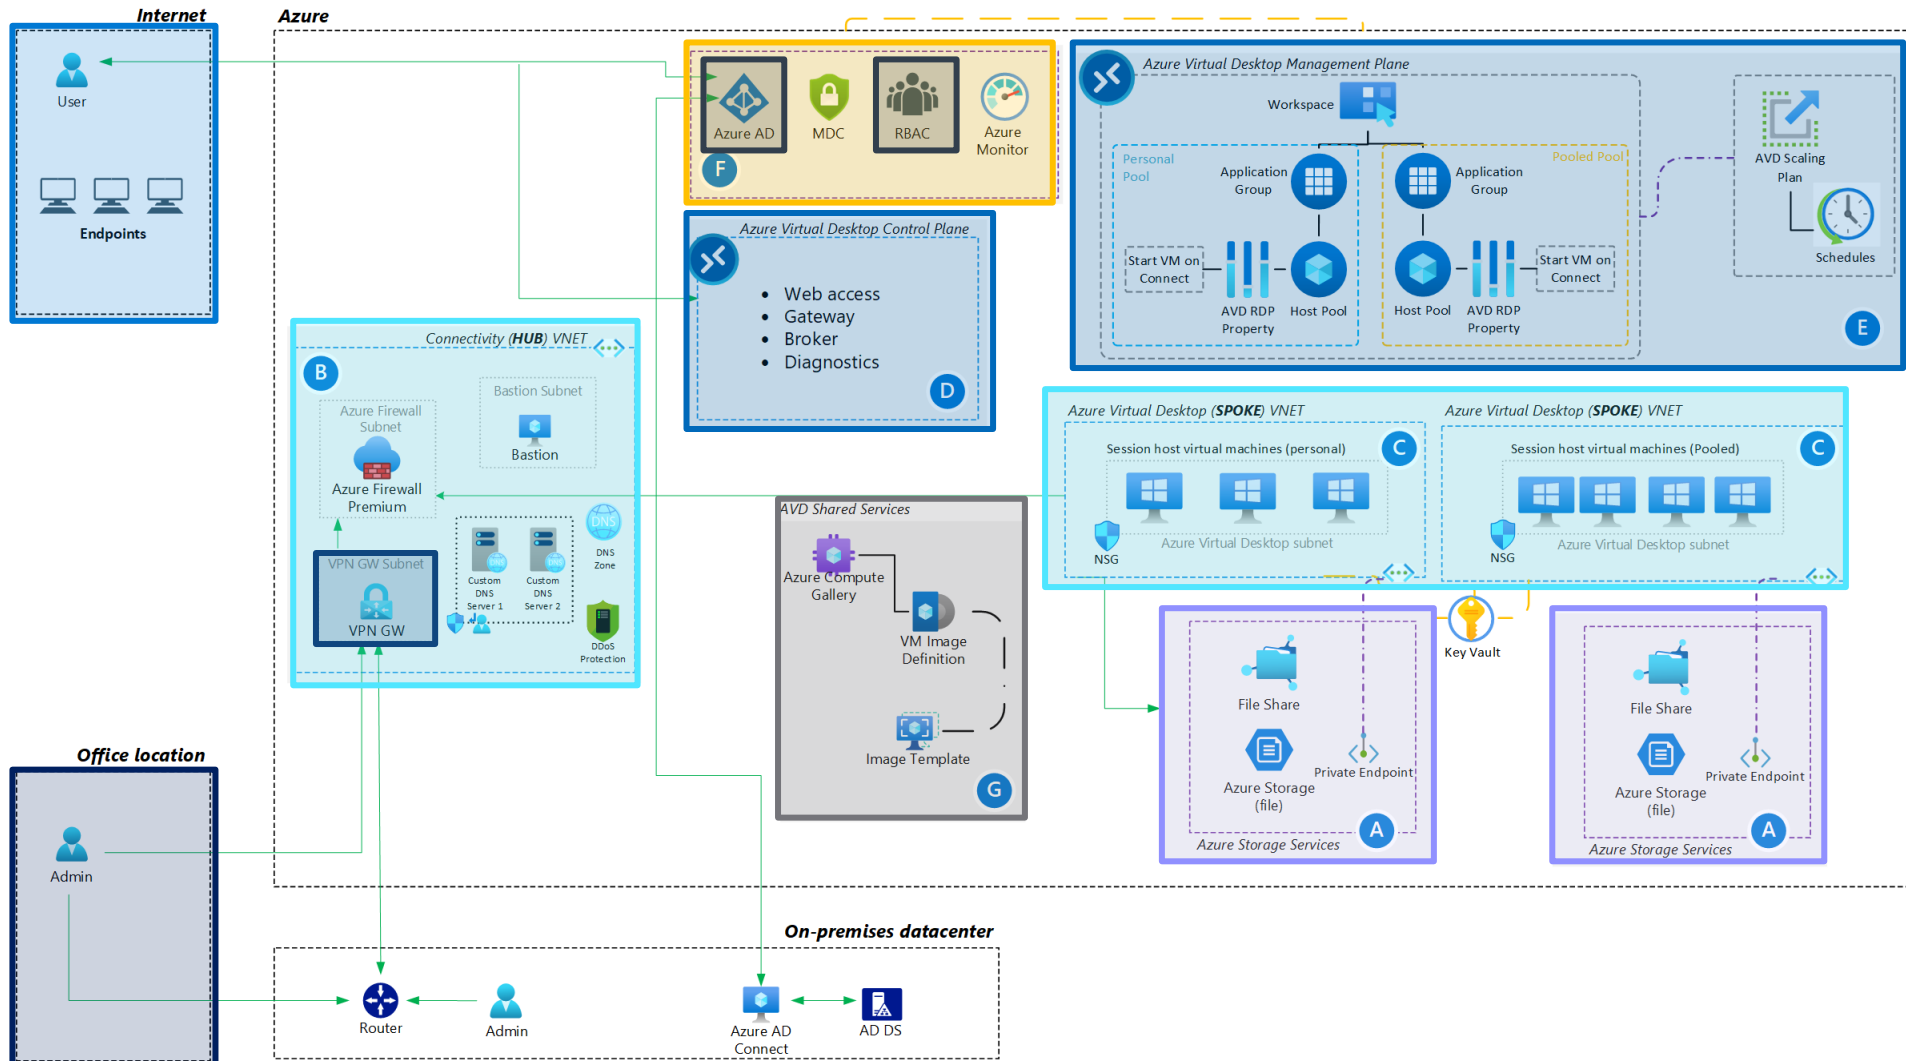 Internet
User
Endpoints
Azure
Azure AD
MDC
RBAC
Azure
Monitor
F
Azure Virtual Desktop Management Plane
Workspace
Personal
Pool
Application
Group
Start VM on
Connect
AVD RDP
Property
Host Pool
Pooled Pool
Application
Group
Host Pool
AVD RDP
Property
Start VM on
Connect
AVD Scaling
Plan
Schedules
E
Azure Virtual Desktop Control Plane
• Web access
• Gateway
• Broker
• Diagnostics
D
Connectivity (HUB) VNET
B
Azure Firewall
Subnet
Azure Firewall
Premium
Bastion Subnet
Bastion
VPN GW Subnet
VPN GW
DNS
Custom
DNS
Server 1
DNS
Custom
DNS
Server 2
DNS
DNS
Zone
DDoS
Protection
Azure Virtual Desktop (SPOKE) VNET
Session host virtual machines (personal)
C
NSG
Azure Virtual Desktop subnet
Azure Virtual Desktop (SPOKE) VNET
Session host virtual machines (Pooled)
C
NSG
Azure Virtual Desktop subnet
AVD Shared Services
Azure Compute
Gallery
VM Image
Definition
Image Template
G
Key Vault
File Share
Azure Storage
(file)
Private Endpoint
A
Azure Storage Services
File Share
Azure Storage
(file)
Private Endpoint
A
Azure Storage Services
Office location
Admin
On-premises datacenter
Router
Admin
Azure AD
Connect
AD DS